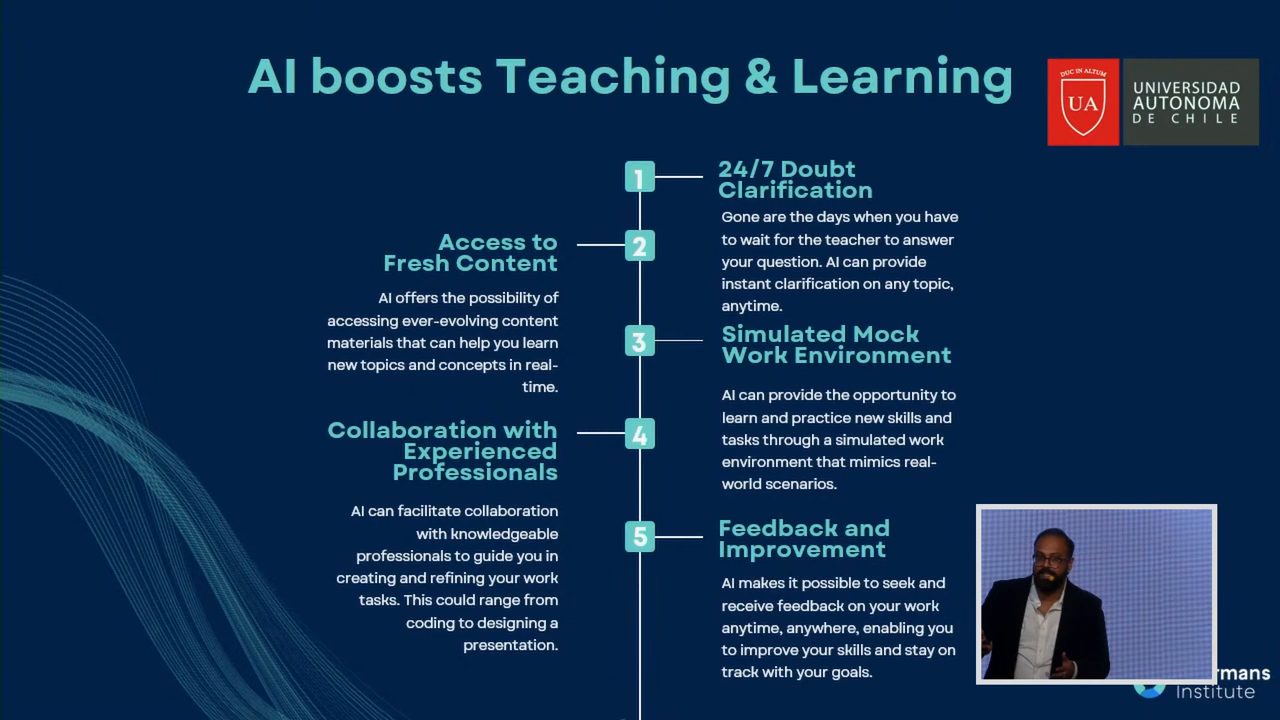 AI boosts Teaching & Learning
DUC IN ALTUM
UA
UNIVERSIDAD
AUTONOMA
DE CHILE
1
24/7 Doubt
Clarification
Gone are the days when you have
to wait for the teacher to answer
your question. AI can provide
instant clarification on any topic,
anytime.
2
Access to
Fresh Content
AI offers the possibility of
accessing ever-evolving content
materials that can help you learn
new topics and concepts in real-
time.
3
Simulated Mock
Work Environment
AI can provide the opportunity to
learn and practice new skills and
tasks through a simulated work
environment that mimics real-
world scenarios.
4
Collaboration with
Experienced
Professionals
AI can facilitate collaboration
with knowledgeable
professionals to guide you in
creating and refining your work
tasks. This could range from
coding to designing a
presentation.
5
Feedback and
Improvement
AI makes it possible to seek and
receive feedback on your work
anytime, anywhere, enabling you
to improve your skills and stay on
track with your goals.
Institute